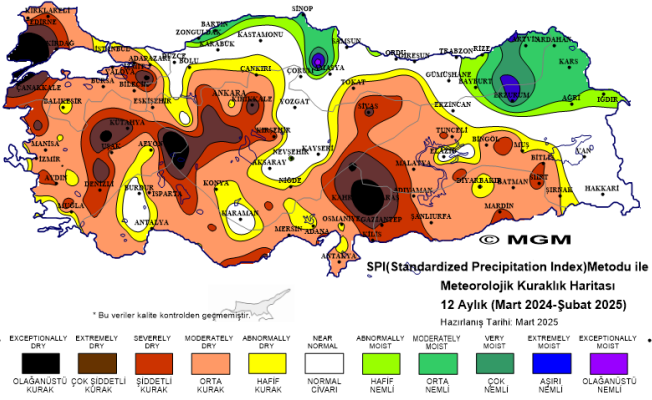 SİNOP
KIRKLARELİ
EDİRNE
BARTIN
ZONGULDAK
KASTAMONU
KARABÜK
SAMSUN
ORDU
GİRESUN
TRABZON
RİZE
ARTVİN
ARDAHAN
KARS
İSTANBUL
DÜZCE
ADAPAZARI
BOLU
YALOVA
ÇANKIRI
ÇORUM
AMASYA
TOKAT
GÜMÜŞHANE
BAYBURT
ERZURUM
AĞRI
IĞDIR
ÇANAKKALE
BURSA
BİLECİK
BALIKESİR
ESKİŞEHİR
ANKARA
KIRIKKALE
YOZGAT
SİVAS
ERZİNCAN
KÜTAHYA
KIRŞEHİR
TUNCELİ
BİNGÖL
MUŞ
VAN
MANİSA
UŞAK
AFYON
NEVŞEHİR
KAYSERİ
ELAZIĞ
BİTLİS
İZMİR
AKSARAY
MALATYA
AYDIN
DENİZLİ
BURDUR
ISPARTA
KONYA
NİĞDE
DİYARBAKIR
BATMAN
SİİRT
ŞIRNAK
HAKKARİ
MUĞLA
ANTALYA
KARAMAN
MERSİN
ADANA
OSMANİYE
GAZİANTEP
KİLİS
ŞANLIURFA
MARDİN
ANTAKYA
© MGM
SPI(Standardized Precipitation Index)Metodu ile
Meteorolojik Kuraklık Haritası
12 Aylık (Mart 2024-Şubat 2025)
Hazırlanış Tarihi: Mart 2025
* Bu veriler kalite kontrolden geçmemiştir.
EXCEPTIONALLY DRY
EXTREMELY DRY
SEVERELY DRY
MODERATELY DRY
ABNORMALLY DRY
NEAR NORMAL
ABNORMALLY MOIST
MODERATELY MOIST
VERY MOIST
EXTREMELY MOIST
EXCEPTIONALLY MOIST
OLAĞANÜSTÜ KURAK
ÇOK ŞİDDETLİ KURAK
ŞİDDETLİ KURAK
ORTA KURAK
HAFİF KURAK
NORMAL CİVARI
HAFİF NEMLİ
ORTA NEMLİ
ÇOK NEMLİ
AŞIRI NEMLİ
OLAĞANÜSTÜ NEMLİ